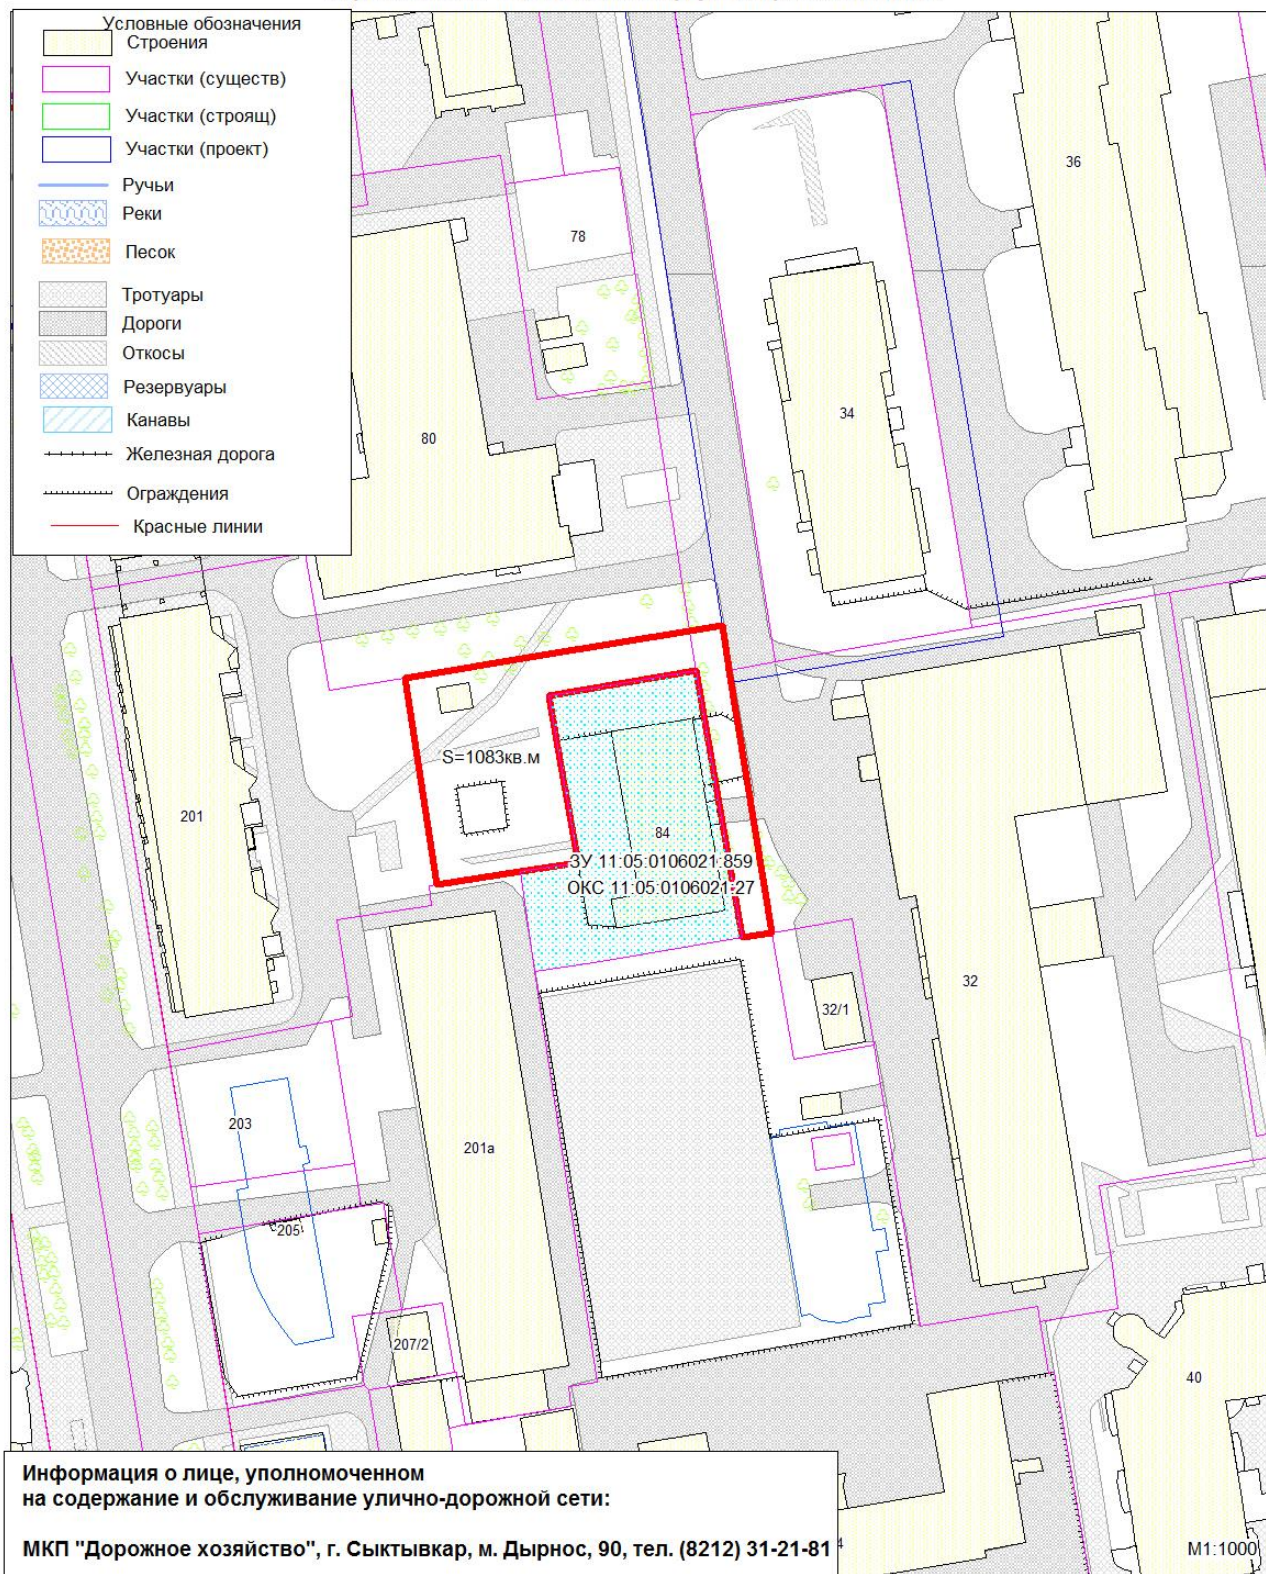 Условные обозначения
Строения
Участки (существ)
Участки (строящ)
Участки (проект)
Ручьи
Реки
Песок
Тротуары
Дороги
Откосы
Резервуары
Канавы
Железная дорога
Ограждения
Красные линии
36
78
34
80
S=1083кв.м
201
84
ЗУ 11:05:0106021:859
ОКС 11:05:0106021:27
32
32/1
203
201а
205
207/2
40
Информация о лице, уполномоченном
на содержание и обслуживание улично-дорожной сети:
МКП "Дорожное хозяйство", г. Сыктывкар, м. Дырнос, 90, тел. (8212) 31-21-81
М1:1000